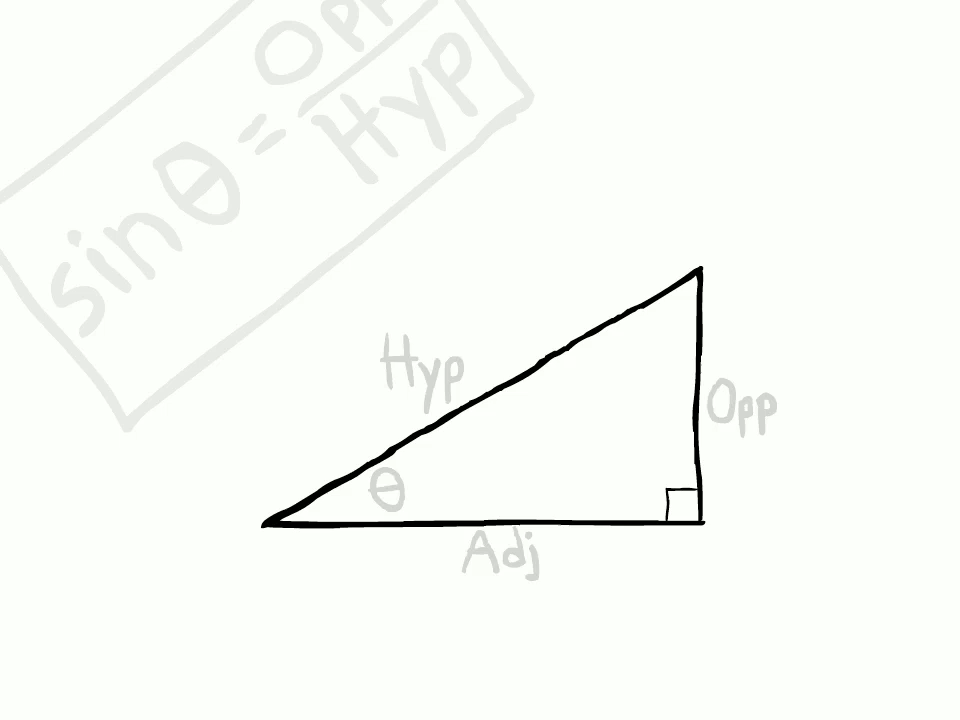 Opp
sinθ =
Hyp
Hyp
Opp
θ
Adj